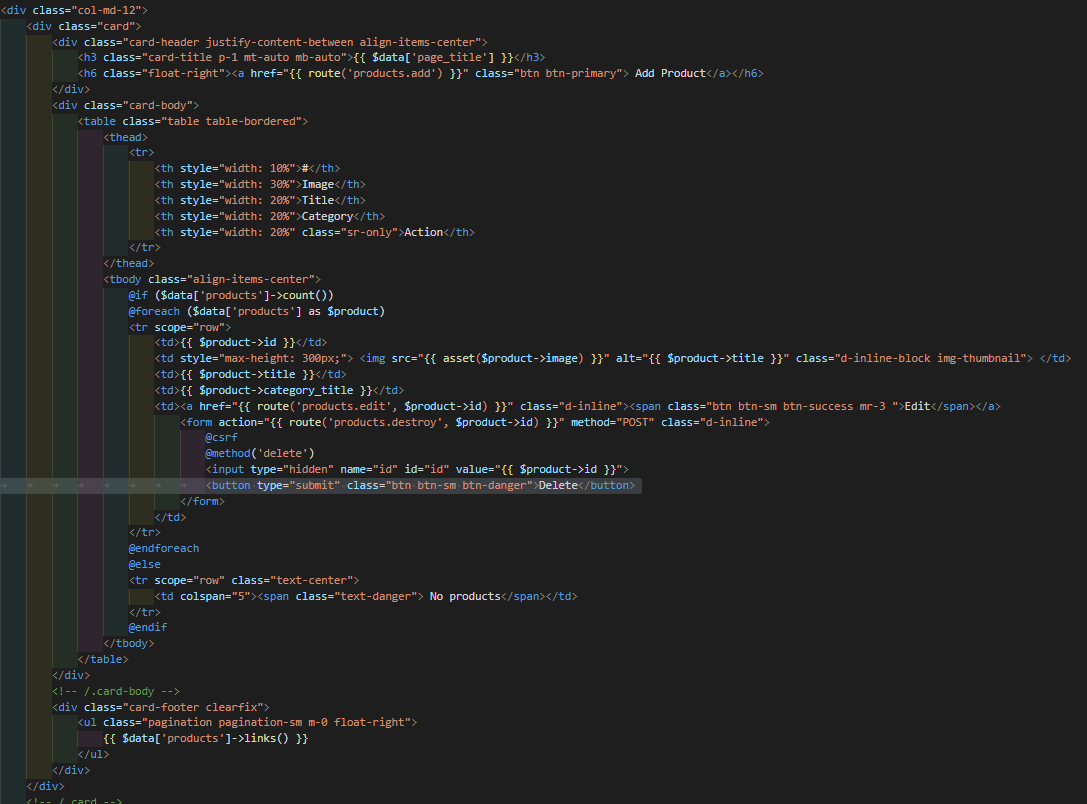 <div class="col-md-12">
<div class="card">
<div class="card-header justify-content-between align-items-center">
<h3 class="card-title p-1 mt-auto mb-auto">{{ $data['page_title'] }}</h3>
<h6 class="float-right"><a href="{{ route('products.add') }}" class="btn btn-primary"> Add Product</a></h6>
</div>
<div class="card-body">
<table class="table table-bordered">
<thead>
<tr>
<th style="width: 10%">#</th>
<th style="width: 30%">Image</th>
<th style="width: 20%">Title</th>
<th style="width: 20%">Category</th>
<th style="width: 20%" class="sr-only">Action</th>
</tr>
</thead>
<tbody class="align-items-center">
@if ($data['products']->count())
@foreach ($data['products'] as $product)
<tr scope="row">
<td>{{ $product->id }}</td>
<td style="max-height: 300px;"> <img src="{{ asset($product->image) }}" alt="{{ $product->title }}" class="d-inline-block img-thumbnail"> </td>
<td>{{ $product->title }}</td>
<td>{{ $product->category_title }}</td>
<td><a href="{{ route('products.edit', $product->id) }}" class="d-inline"><span class="btn btn-sm btn-success mr-3 ">Edit</span></a>
<form action="{{ route('products.destroy', $product->id) }}" method="POST" class="d-inline">
@csrf
@method('delete')
<input type="hidden" name="id" id="id" value="{{ $product->id }}">
<button type="submit" class="btn btn-sm btn-danger">Delete</button>
</form>
</td>
</tr>
@endforeach
@else
<tr scope="row" class="text-center">
<td colspan="5"><span class="text-danger"> No products</span></td>
</tr>
@endif
</tbody>
</table>
</div>
<!-- /.card-body -->
<div class="card-footer clearfix">
<ul class="pagination pagination-sm m-0 float-right">
{{ $data['products']->links() }}
</ul>
</div>
</div>
<!-- /.card -->